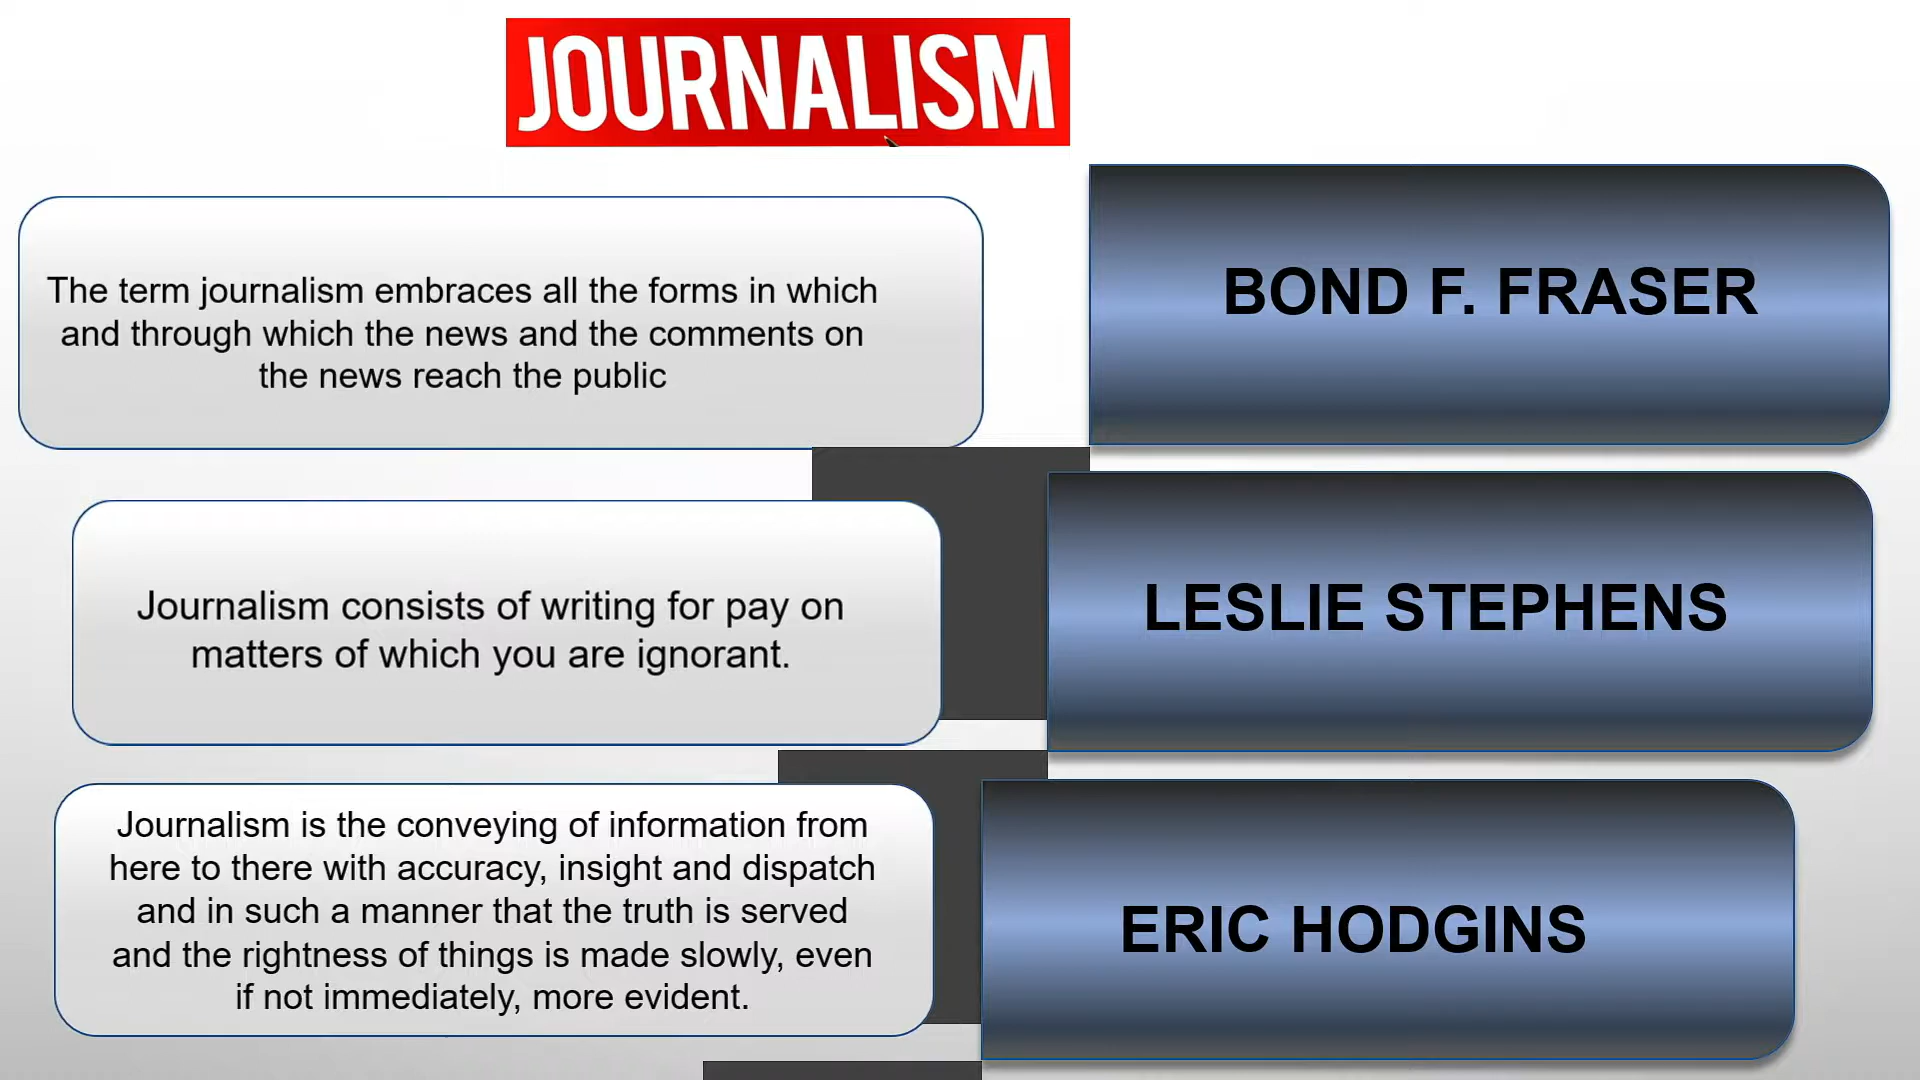 JOURNALISM
The term journalism embraces all the forms in which
and through which the news and the comments on
the news reach the public
BOND F. FRASER
Journalism consists of writing for pay on
matters of which you are ignorant.
LESLIE STEPHENS
Journalism is the conveying of information from
here to there with accuracy, insight and dispatch
and in such a manner that the truth is served
and the rightness of things is made slowly, even
if not immediately, more evident.
ERIC HODGINS